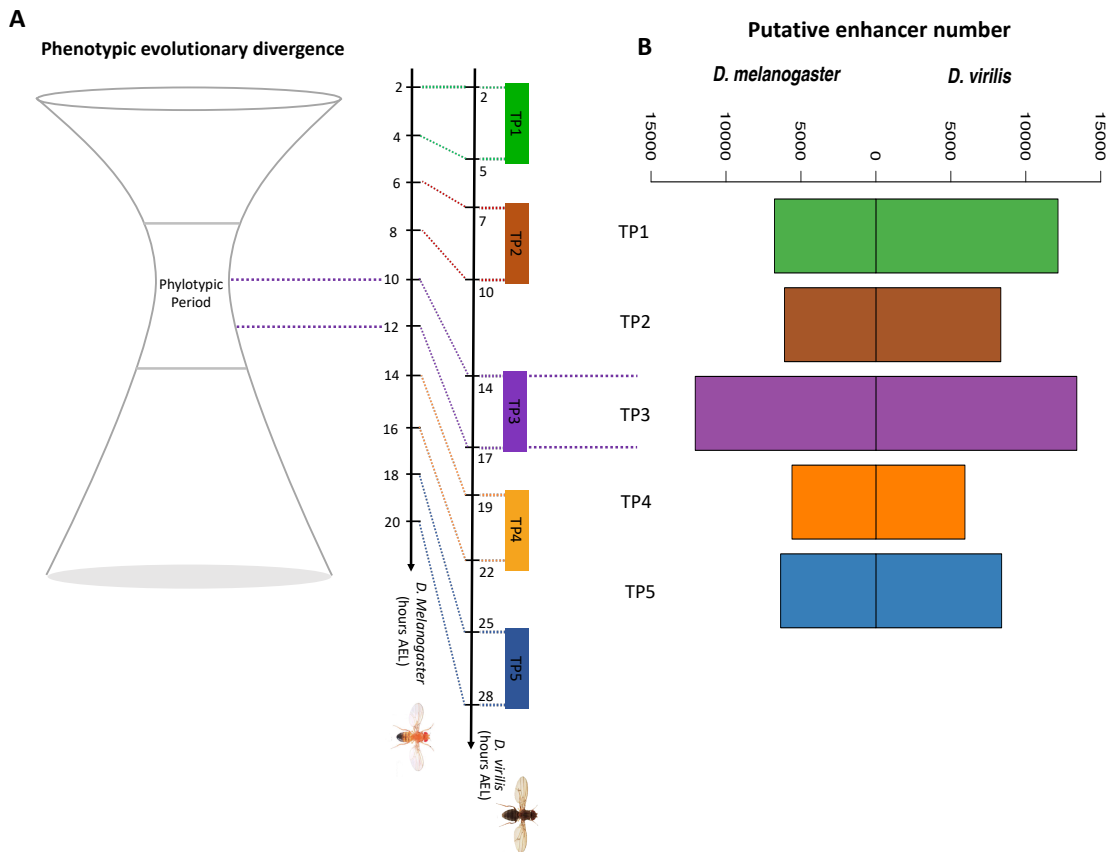 A
Phenotypic evolutionary divergence
Phylotypic
Period
2
4
6
8
10
12
14
16
18
20
D. Melanogaster
(hours AEL)
2
5
7
10
14
17
19
22
25
28
D. virilis
(hours AEL)
TP1
TP2
TP3
TP4
TP5
B
Putative enhancer number
D. melanogaster
D. virilis
15000
10000
5000
0
5000
10000
15000
TP1
TP2
TP3
TP4
TP5